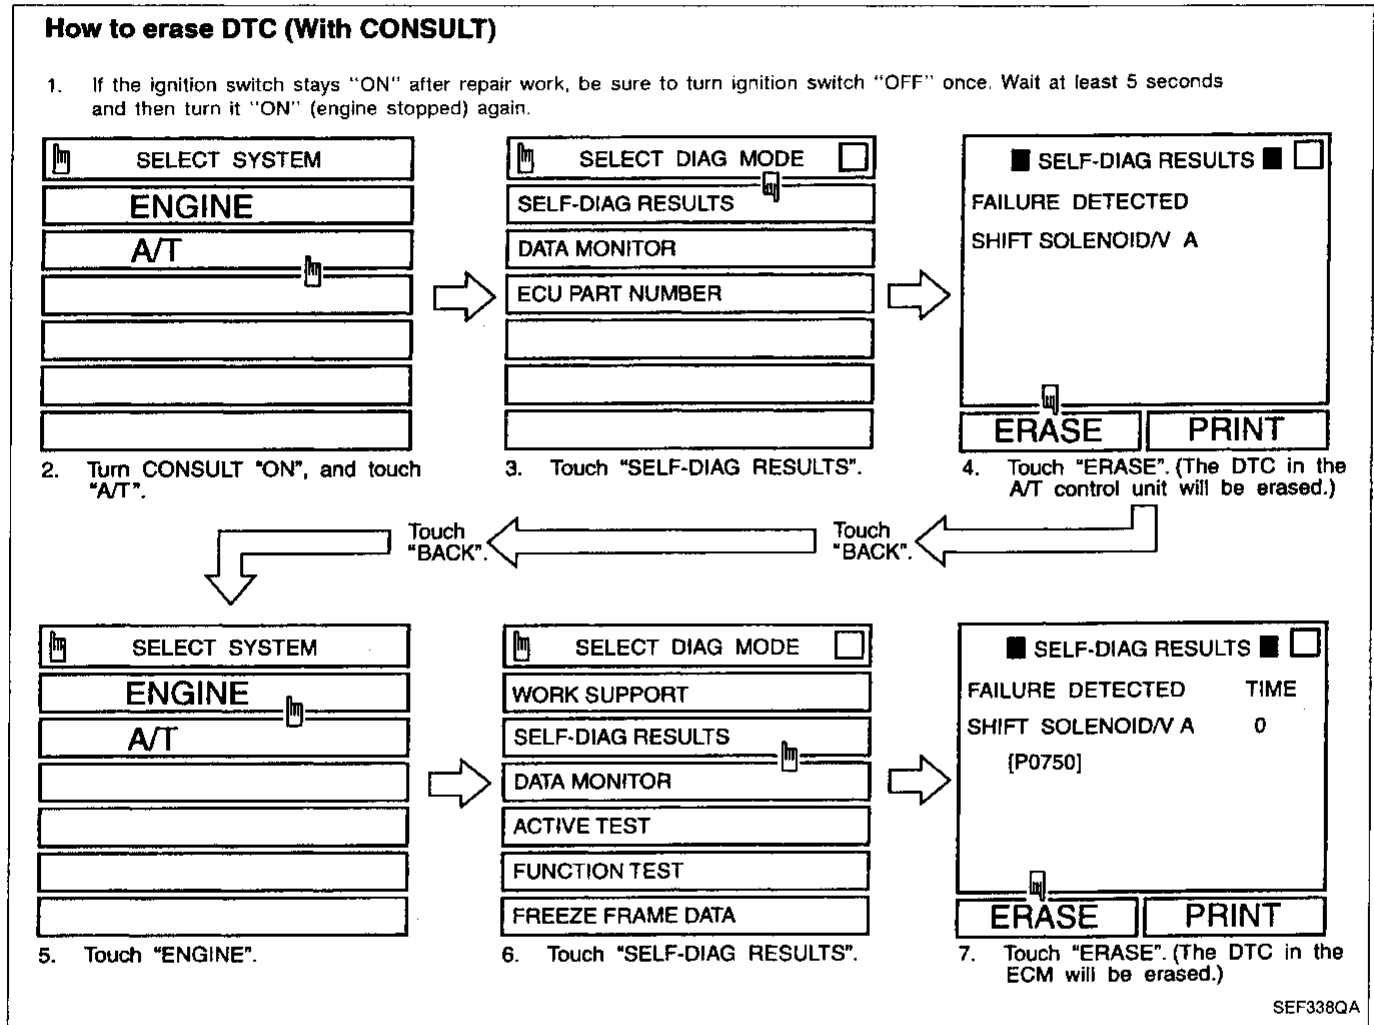 How to erase DTC (With CONSULT)
1. If the ignition switch stays "ON" after repair work, be sure to turn ignition switch "OFF" once. Wait at least 5 seconds
and then turn it "ON" (engine stopped) again.
SELECT SYSTEM
ENGINE
A/T
2. Turn CONSULT "ON", and touch
"A/T".
SELECT DIAG MODE
SELF-DIAG RESULTS
DATA MONITOR
ECU PART NUMBER
3. Touch "SELF-DIAG RESULTS".
SELF-DIAG RESULTS
FAILURE DETECTED
SHIFT SOLENOID/V A
ERASE PRINT
4. Touch "ERASE". (The DTC in the
A/T control unit will be erased.)
Touch
"BACK".
Touch
"BACK".
SELECT SYSTEM
ENGINE
A/T
5. Touch "ENGINE".
SELECT DIAG MODE
WORK SUPPORT
SELF-DIAG RESULTS
DATA MONITOR
ACTIVE TEST
FUNCTION TEST
FREEZE FRAME DATA
6. Touch "SELF-DIAG RESULTS".
SELF-DIAG RESULTS
FAILURE DETECTED TIME
SHIFT SOLENOID/V A 0
[P0750]
ERASE PRINT
7. Touch "ERASE". (The DTC in the
ECM will be erased.)
SEF338QA